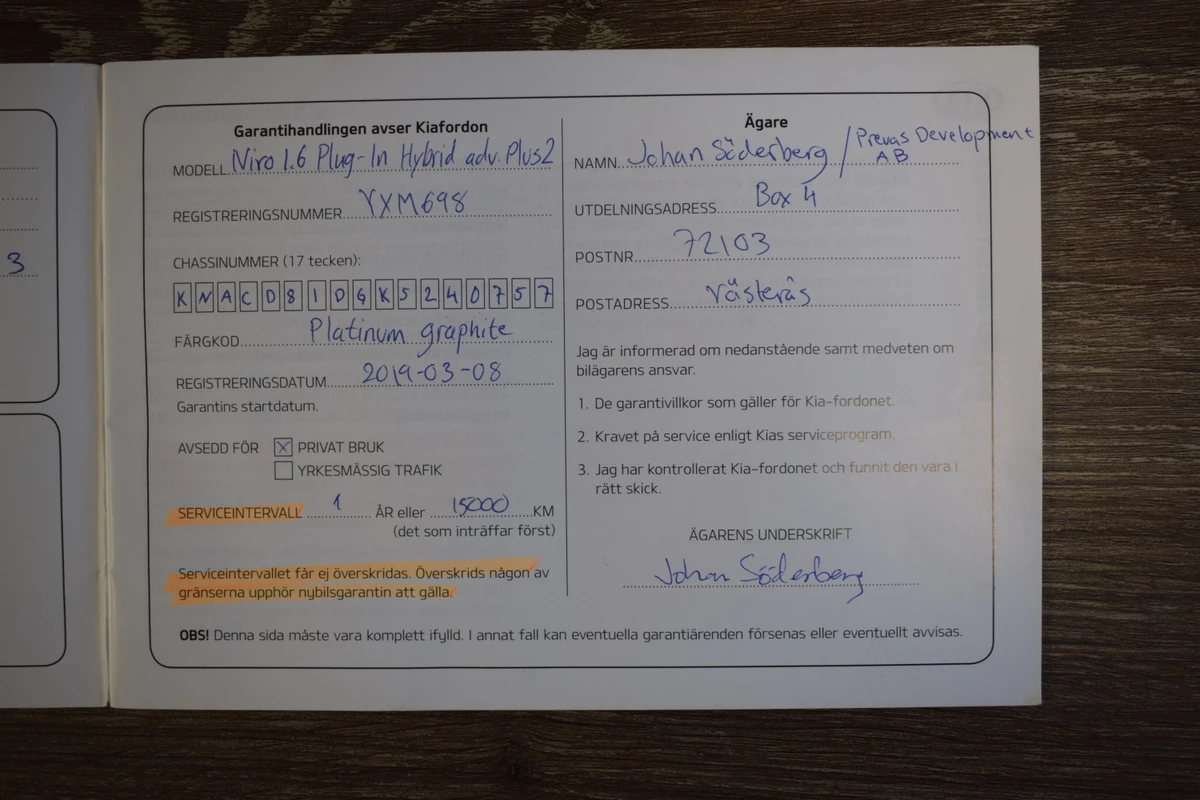 3
Garantihandlingen avser Kiafordon
MODELL Niro 1.6 Plug-In Hybrid adv. Plus2
REGISTRERINGSNUMMER YXM698
CHASSINUMMER (17 tecken):
KNACD81DGK5240757
FÄRGKOD Platinum graphite
REGISTRERINGSDATUM 2019-03-08
Garantins startdatum.
AVSEDD FÖR X PRIVAT BRUK
YRKESMÄSSIG TRAFIK
SERVICEINTERVALL 1 ÅR eller 15000 KM
(det som inträffar först)
Serviceintervallet får ej överskridas. Överskrids någon av
gränserna upphör nybilsgarantin att gälla.
Ägare
NAMN Johan Söderberg / Prevas Development
AB
UTDELNINGSADRESS Box 4
POSTNR. 72103
POSTADRESS Västerås
Jag är informerad om nedanstående samt medveten om
bilägarens ansvar.
1. De garantivillkor som gäller för Kia-fordonet.
2. Kravet på service enligt Kias serviceprogram.
3. Jag har kontrollerat Kia-fordonet och funnit den vara i
rätt skick.
ÄGARENS UNDERSKRIFT
Johan Söderberg
OBS! Denna sida måste vara komplett ifylld. I annat fall kan eventuella garantiärenden försenas eller eventuellt avvisas.